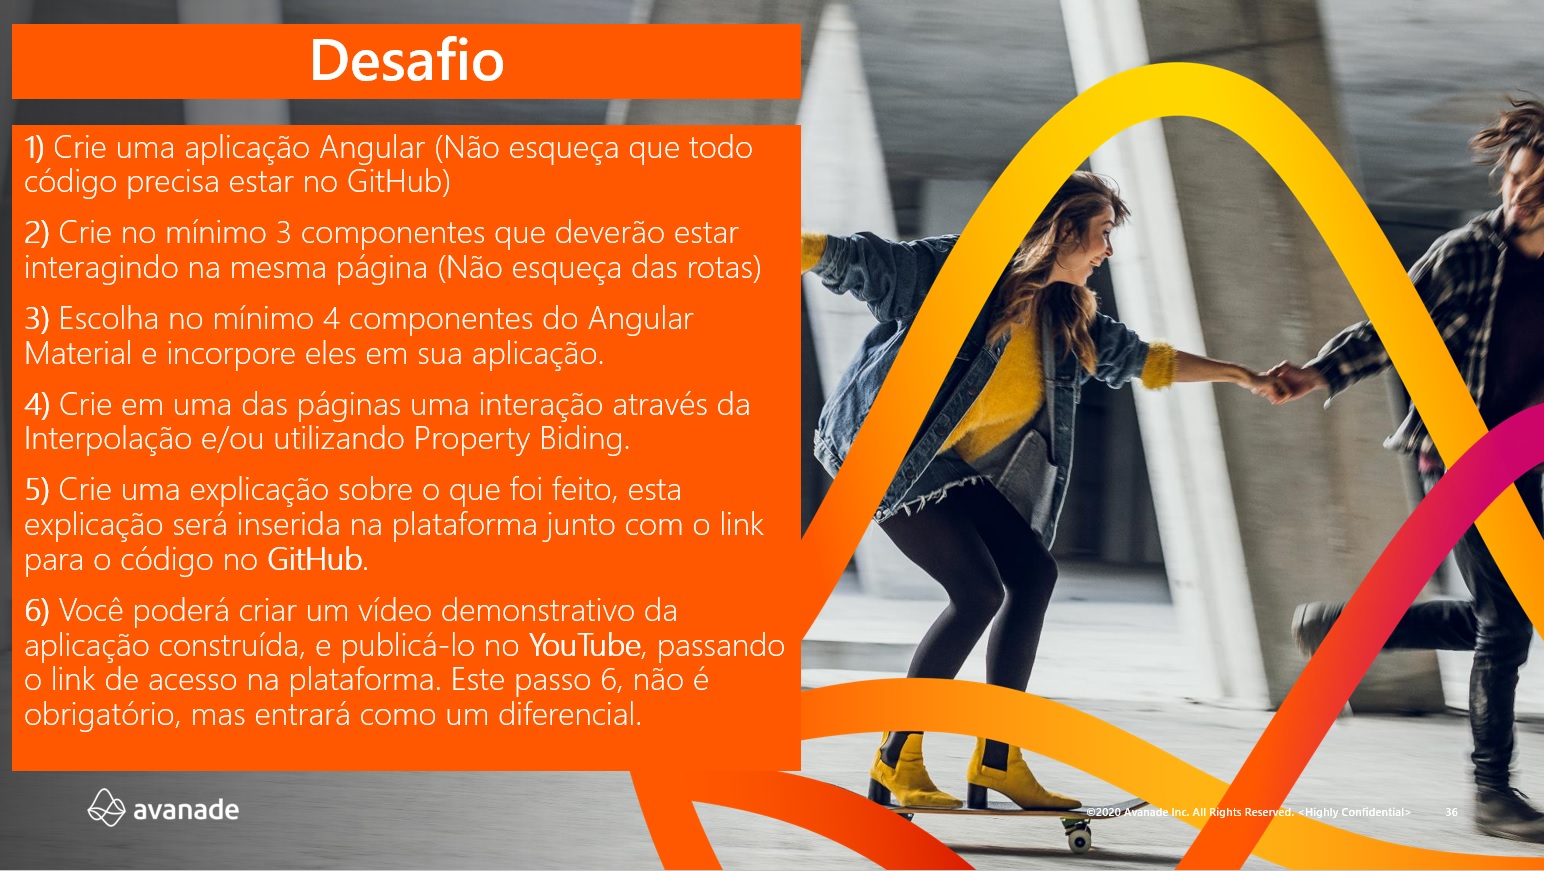 Desafio
1) Crie uma aplicação Angular (Não esqueça que todo
código precisa estar no GitHub)
2) Crie no mínimo 3 componentes que deverão estar
interagindo na mesma página (Não esqueça das rotas)
3) Escolha no mínimo 4 componentes do Angular
Material e incorpore eles em sua aplicação.
4) Crie em uma das páginas uma interação através da
Interpolação e/ou utilizando Property Biding.
5) Crie uma explicação sobre o que foi feito, esta
explicação será inserida na plataforma junto com o link
para o código no GitHub.
6) Você poderá criar um vídeo demonstrativo da
aplicação construída, e publicá-lo no YouTube, passando
o link de acesso na plataforma. Este passo 6, não é
obrigatório, mas entrará como um diferencial.
avanade
©2020 Avanade Inc. All Rights Reserved. <Highly Confidential> 36